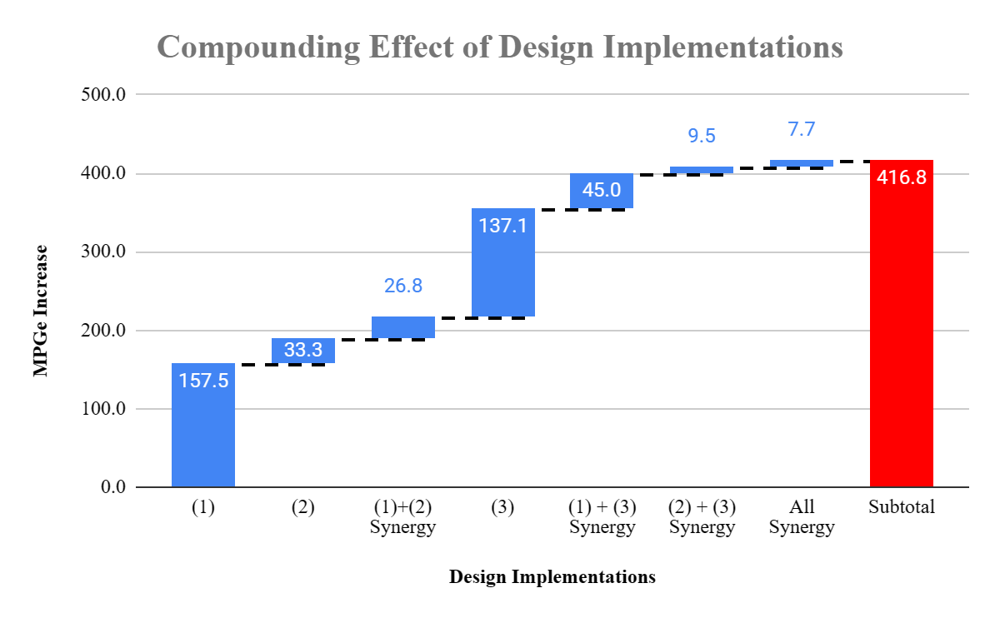 Compounding Effect of Design Implementations
500.0
400.0
300.0
200.0
100.0
0.0
MPGe Increase
157.5
33.3
26.8
137.1
45.0
9.5
7.7
416.8
(1)
(2)
(1)+(2)
Synergy
(3)
(1) + (3)
Synergy
(2) + (3)
Synergy
All
Synergy
Subtotal
Design Implementations